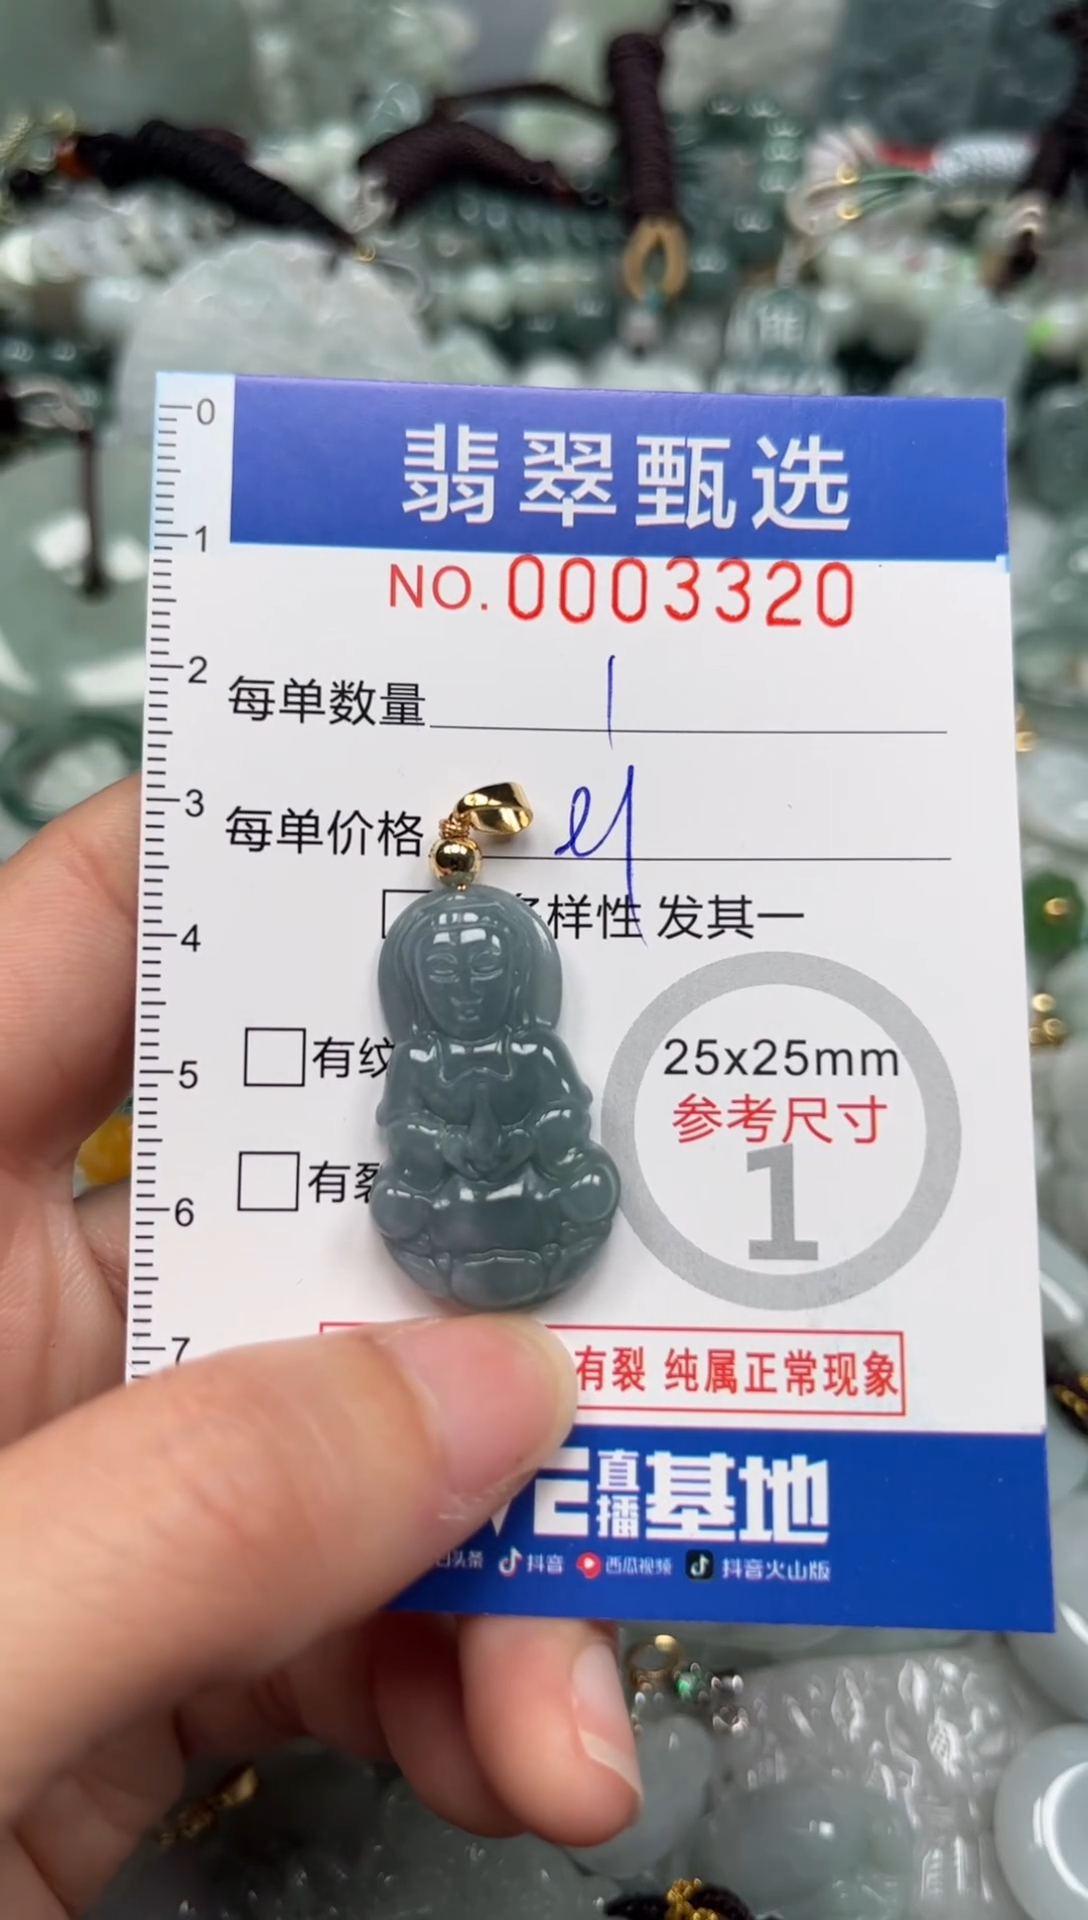 0
翡翠甄选
1
NO.0003320
2
每单数量 1
3
每单价格
样性 发其一
4
25x25mm
5
有纹
参考尺寸
1
有裂
6
7
有裂 纯属正常现象
直播基地
头条 抖音 西瓜视频 抖音火山版